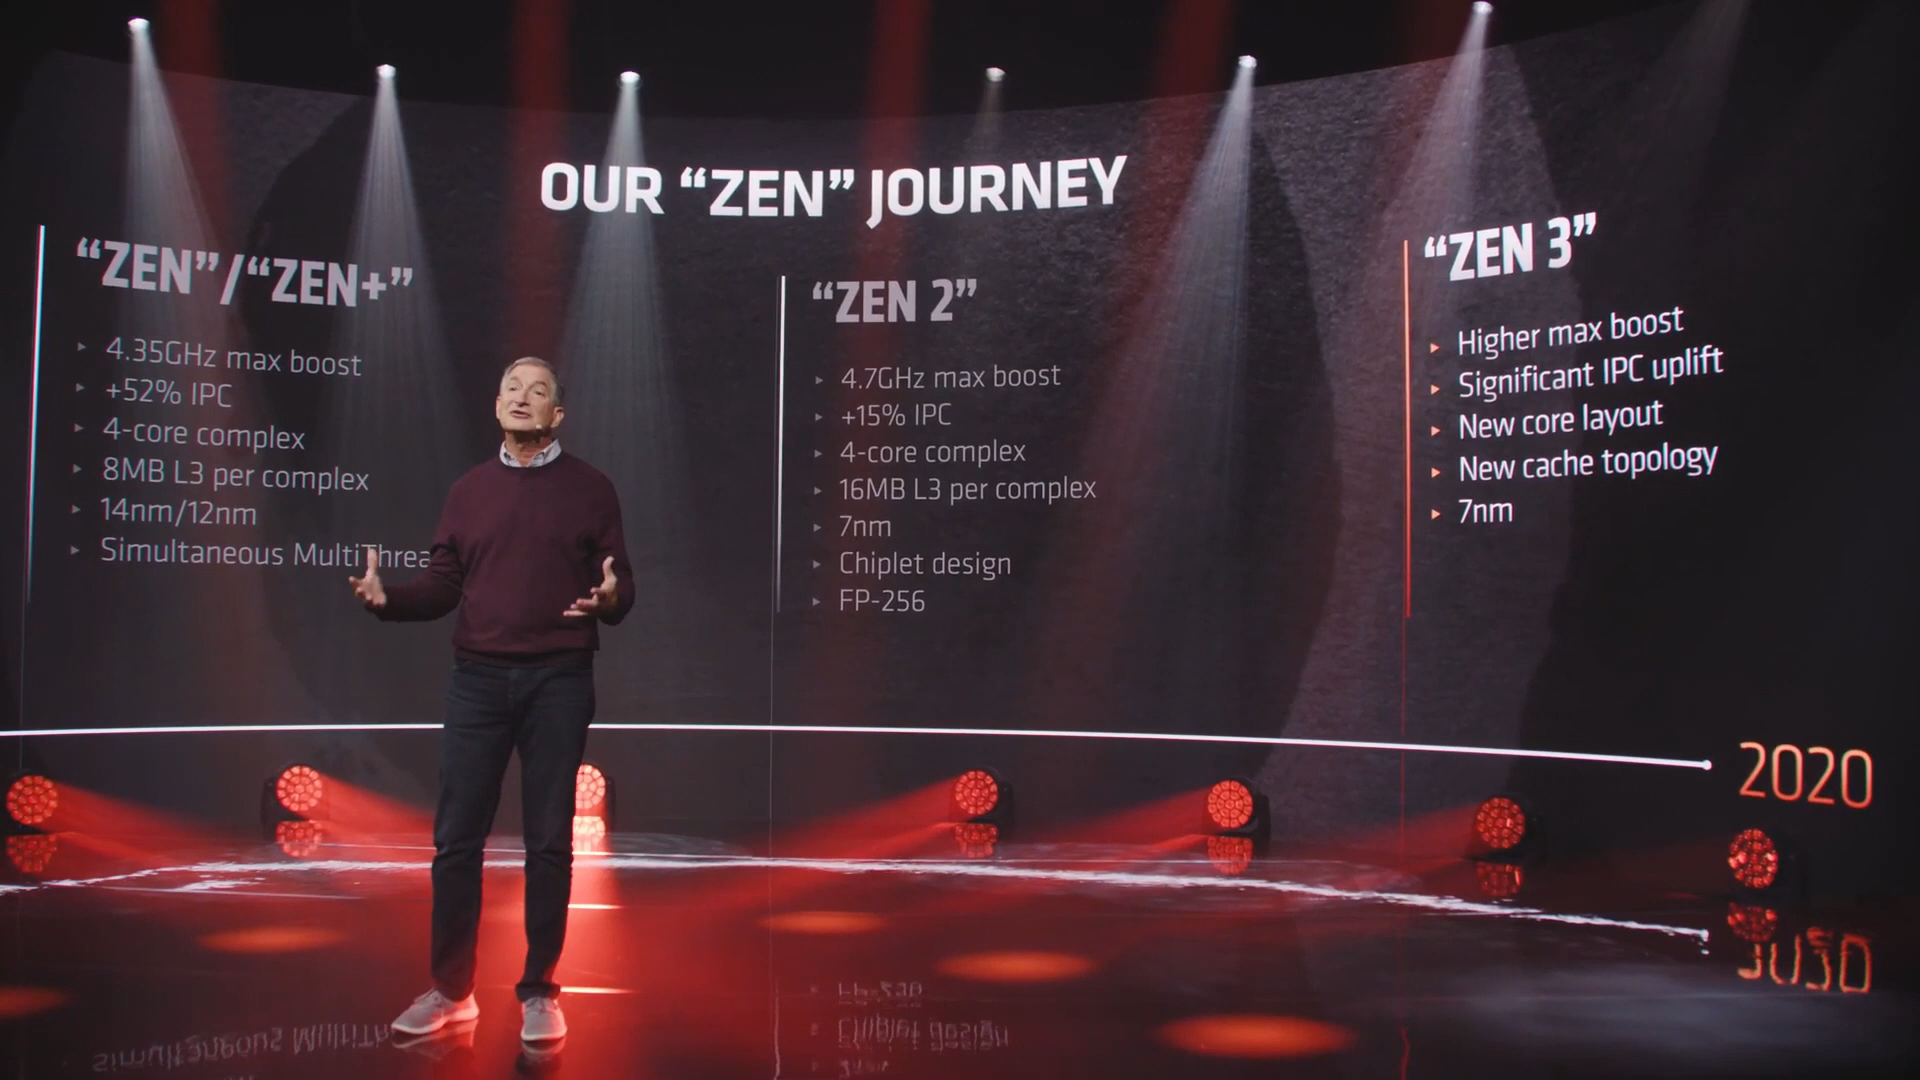 OUR “ZEN” JOURNEY
“ZEN”/“ZEN+”
4.35GHz max boost
+52% IPC
4-core complex
8MB L3 per complex
14nm/12nm
Simultaneous MultiThrea
“ZEN 2”
4.7GHz max boost
+15% IPC
4-core complex
16MB L3 per complex
7nm
Chiplet design
FP-256
“ZEN 3”
Higher max boost
Significant IPC uplift
New core layout
New cache topology
7nm
2020